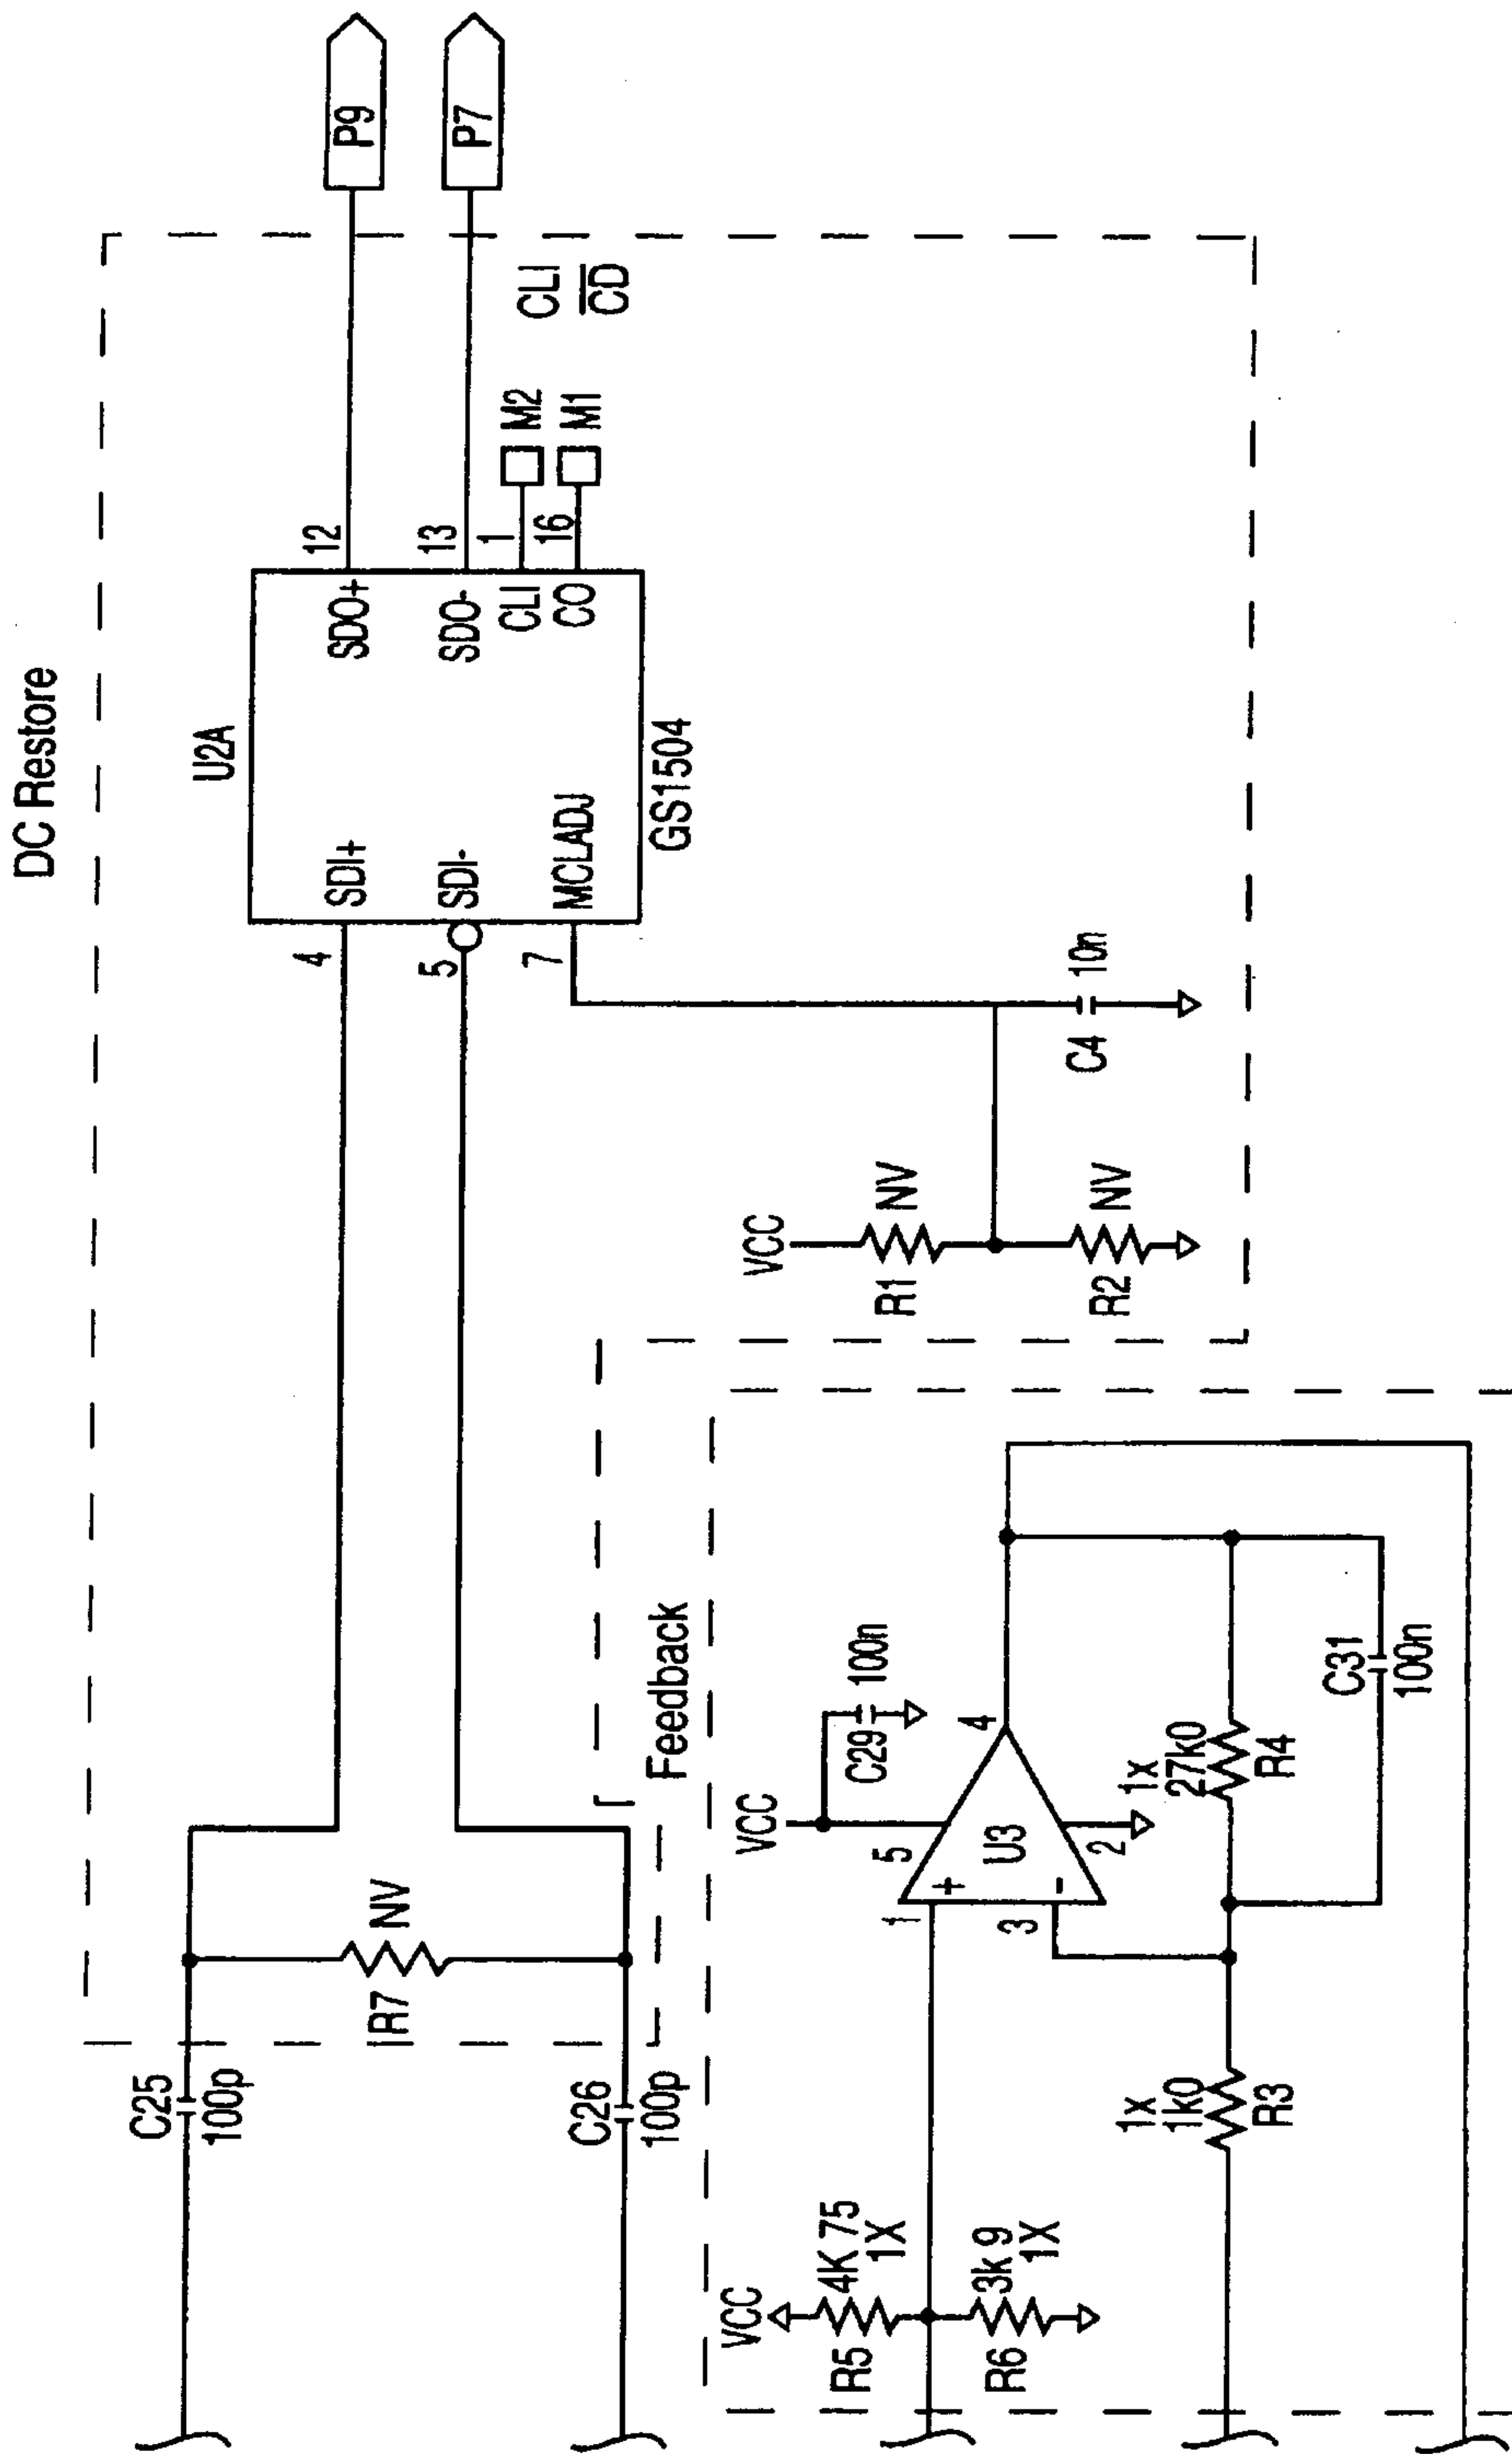 DC Restore
C25
100p
R7
NV
C26
100p
4
5
7
U2A
SDI+
SDI-
MCLADJ
SDO+
SDO-
CLI
CO
GS1504
12
13
1
16
M2
M1
CLI
CD
P9
P7
VCC
R1
NV
R2
NV
C4
10n
Feedback
VCC
R5
4K 75
1X
R6
3k 9
1X
VCC
C29
100n
1
3
5
2
4
+
-
U3
1x
1k0
R3
1x
27k0
R4
C31
100n